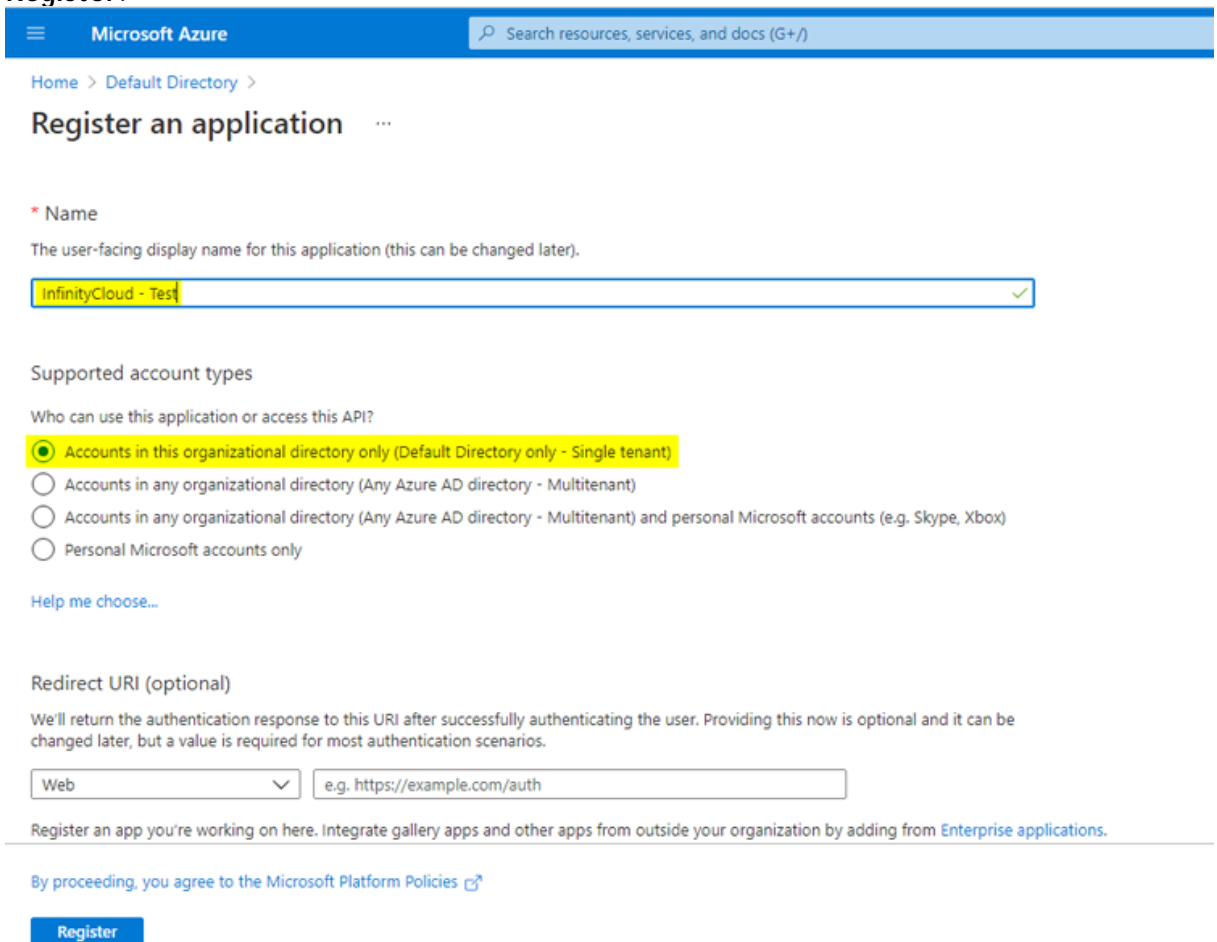 Register.
Microsoft Azure
Search resources, services, and docs (G+/)
Home > Default Directory >
Register an application ...
* Name
The user-facing display name for this application (this can be changed later).
InfinityCloud - Test
Supported account types
Who can use this application or access this API?
Accounts in this organizational directory only (Default Directory only - Single tenant)
Accounts in any organizational directory (Any Azure AD directory - Multitenant)
Accounts in any organizational directory (Any Azure AD directory - Multitenant) and personal Microsoft accounts (e.g. Skype, Xbox)
Personal Microsoft accounts only
Help me choose...
Redirect URI (optional)
We'll return the authentication response to this URI after successfully authenticating the user. Providing this now is optional and it can be
changed later, but a value is required for most authentication scenarios.
Web
e.g. https://example.com/auth
Register an app you're working on here. Integrate gallery apps and other apps from outside your organization by adding from Enterprise applications.
By proceeding, you agree to the Microsoft Platform Policies
Register